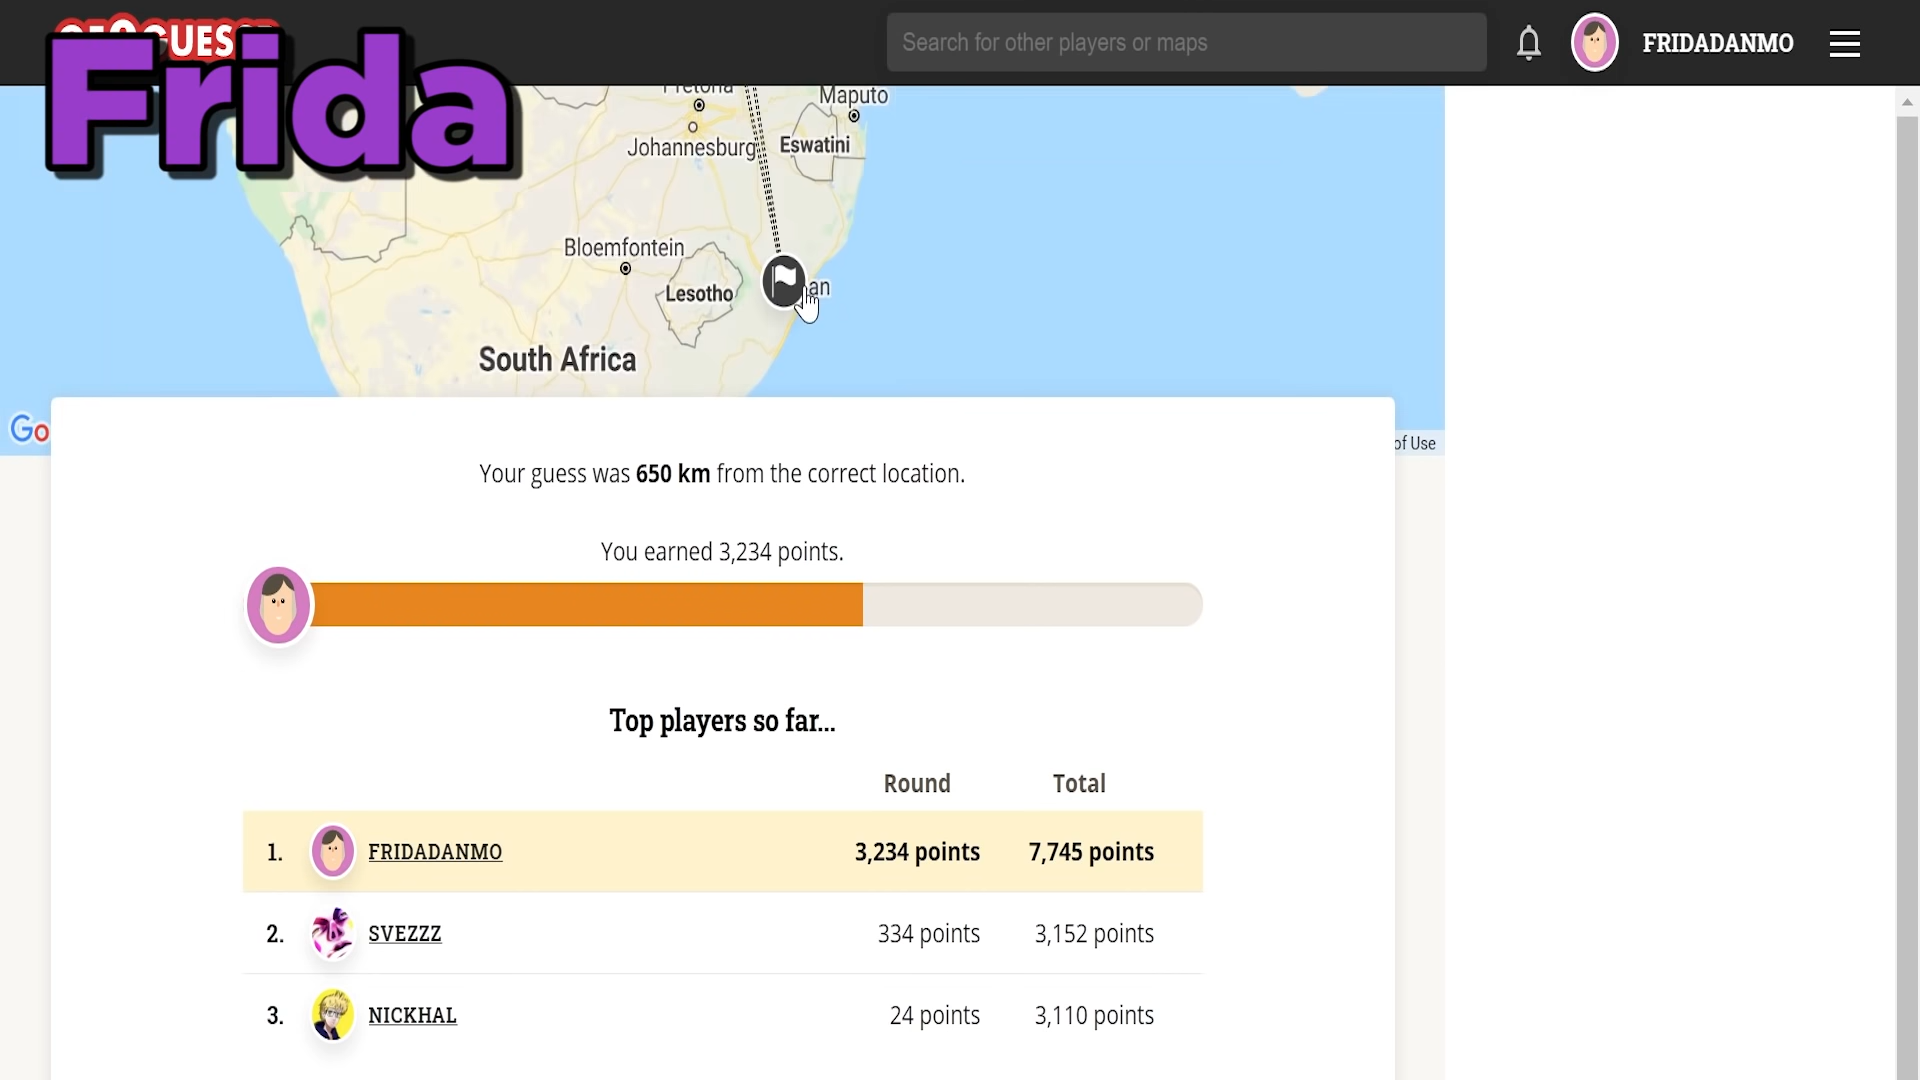 Frida
GUES
Search for other players or maps
FRIDADANMO
Maputo
Johannesburg
Eswatini
Bloemfontein
Lesotho
an
South Africa
Go
of Use
Your guess was 650 km from the correct location.
You earned 3,234 points.
Top players so far...
Round Total
1. FRIDADANMO 3,234 points 7,745 points
2. SVEZZZ 334 points 3,152 points
3. NICKHAL 24 points 3,110 points